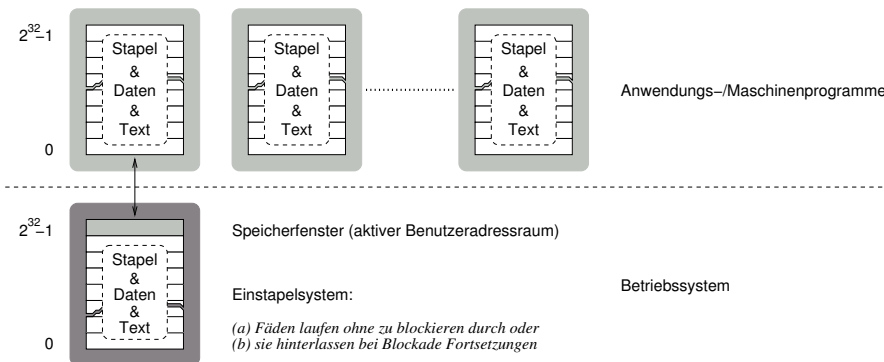 2^32−1
Stapel
&
Daten
&
Text
0
Stapel
&
Daten
&
Text
Stapel
&
Daten
&
Text
Anwendungs−/Maschinenprogramme
2^32−1
Stapel
&
Daten
&
Text
0
Speicherfenster (aktiver Benutzeradressraum)
Einstapelsystem:
(a) Fäden laufen ohne zu blockieren durch oder
(b) sie hinterlassen bei Blockade Fortsetzungen
Betriebssystem